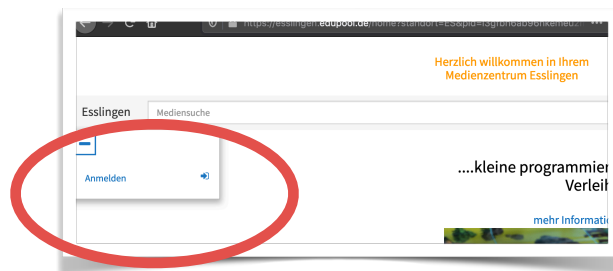 https://esslingen.edupool.de/home?standort=ES&pid=
Herzlich willkommen in Ihrem
Medienzentrum Esslingen
Esslingen
Mediensuche
Anmelden
....kleine programmier
Verleih
mehr Informati